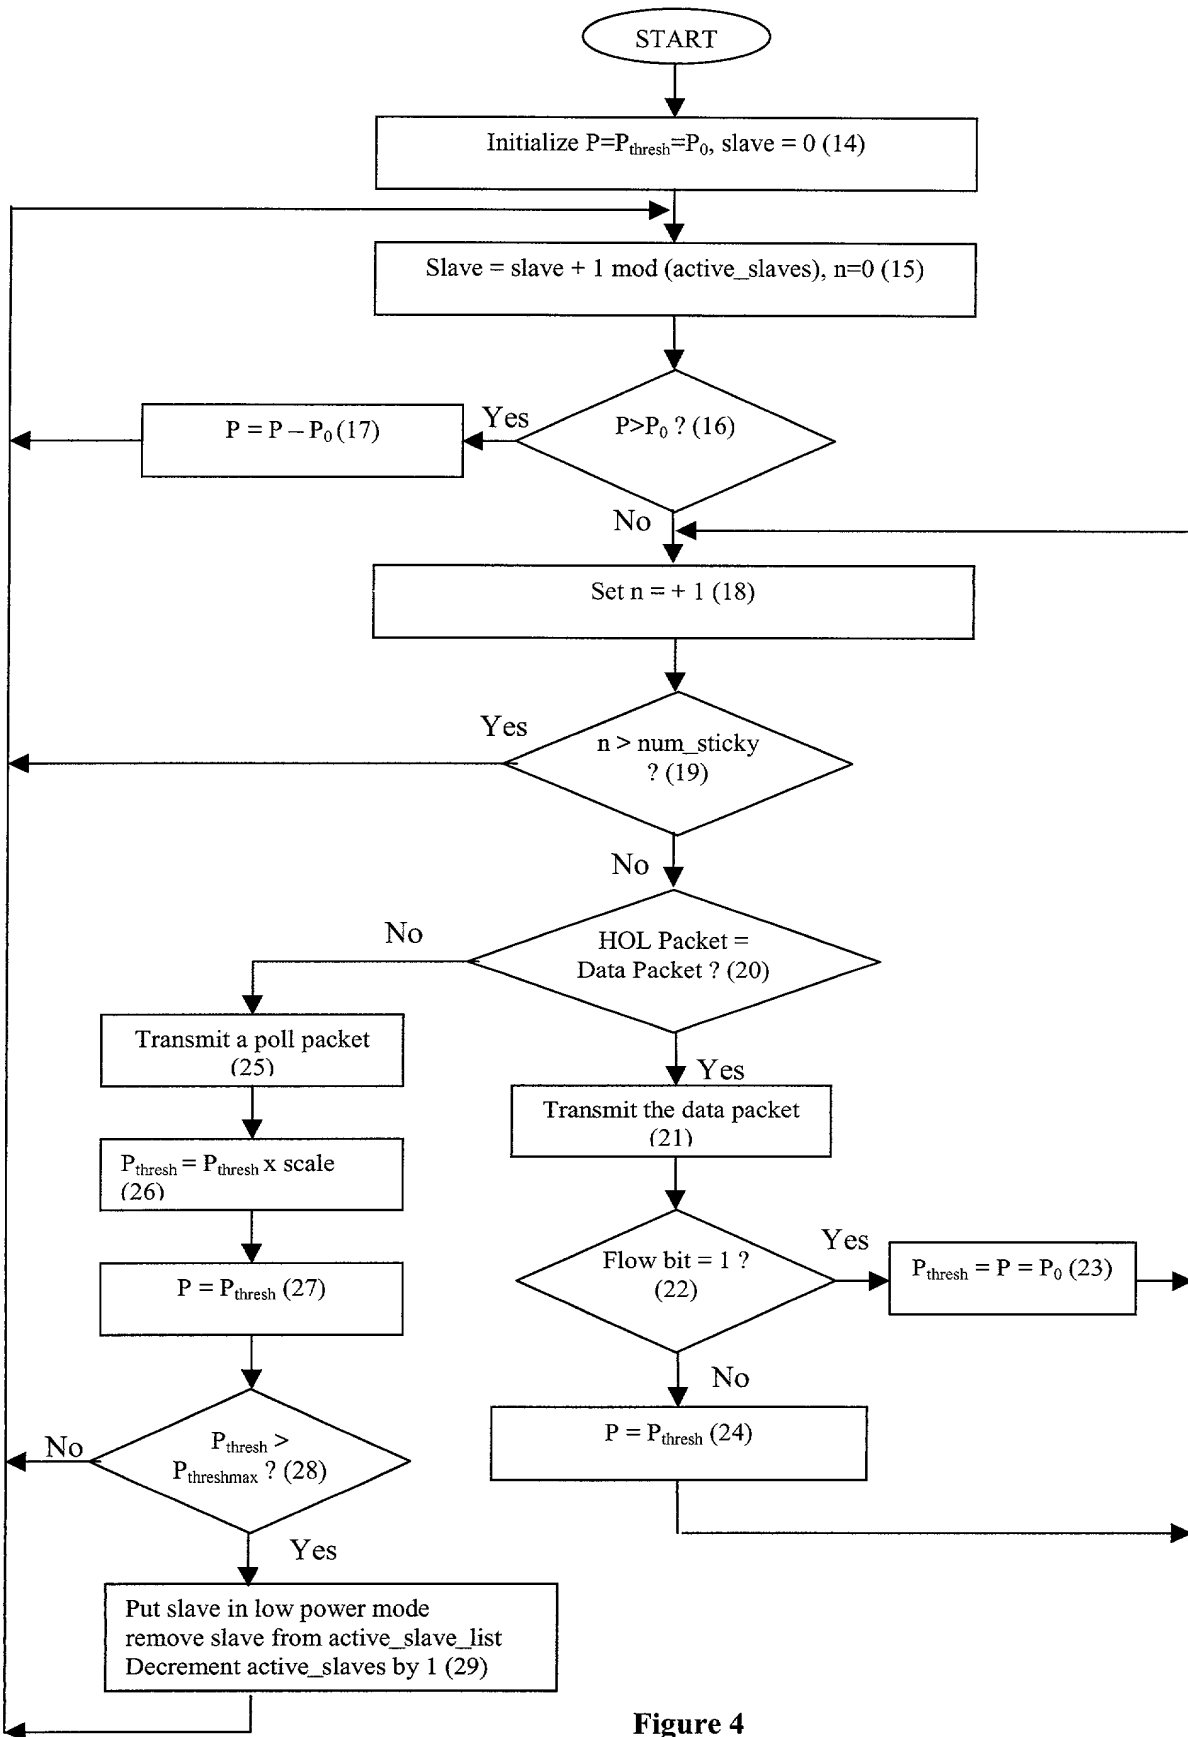 START
Initialize P=Pthresh=P0, slave = 0 (14)
Slave = slave + 1 mod (active_slaves), n=0 (15)
P = P – P0 (17)
Yes
P>P0 ? (16)
No
Set n = + 1 (18)
Yes
n > num_sticky
? (19)
No
No
HOL Packet =
Data Packet ? (20)
Transmit a poll packet
(25)
Yes
Transmit the data packet
(21)
Pthresh = Pthresh x scale
(26)
Flow bit = 1 ?
(22)
Yes
Pthresh = P = P0 (23)
P = Pthresh (27)
No
P = Pthresh (24)
No
Pthresh >
Pthreshmax ? (28)
Yes
Put slave in low power mode
remove slave from active_slave_list
Decrement active_slaves by 1 (29)
Figure 4